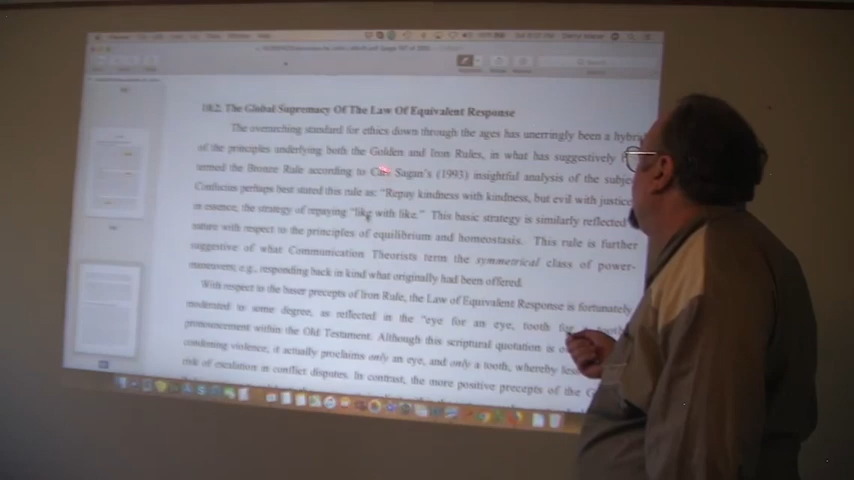 10.2: The Global Supremacy Of The Law Of Equivalent Response
The overarching standard for ethics down through the ages has unerringly been a hybrid
of the principles underlying both the Golden and Iron Rules, in what has suggestively
termed the Bronze Rule according to Carl Sagan's (1993) insightful analysis of the subje
Confucius perhaps best stated this rule as: "Repay kindness with kindness, but evil with justice
in essence, the strategy of repaying "like with like." This basic strategy is similarly reflected
nature with respect to the principles of equilibrium and homeostasis. This rule is further
suggestive of what Communication Theorists term the symmetrical class of power-
maneuvers; e.g., responding back in kind what originally had been offered.
With respect to the baser precepts of Iron Rule, the Law of Equivalent Response is fortunately
moderated to some degree, as reflected in the "eye for an eye, tooth for a tooth"
pronouncement within the Old Testament. Although this scriptural quotation is
condoning violence, it actually proclaims only an eye, and only a tooth, whereby
risk of escalation in conflict disputes. In contrast, the more positive precepts of the